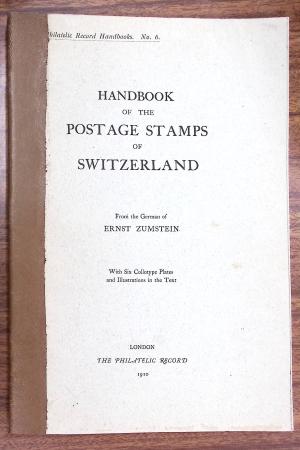 Philatelic Record Handbooks. No. 6.
HANDBOOK
OF THE
POSTAGE STAMPS
OF
SWITZERLAND
From the German of
ERNST ZUMSTEIN
With Six Collotype Plates
and Illustrations in the Text
LONDON
THE PHILATELIC RECORD
1910